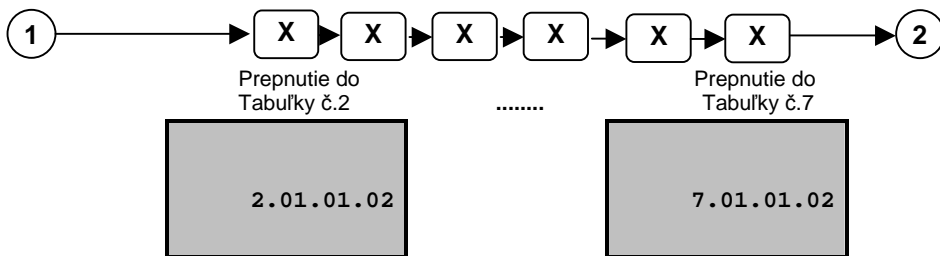 1 X X X X X X 2
Prepnutie do Prepnutie do
Tabuľky č.2 ........ Tabuľky č.7
2.01.01.02 7.01.01.02